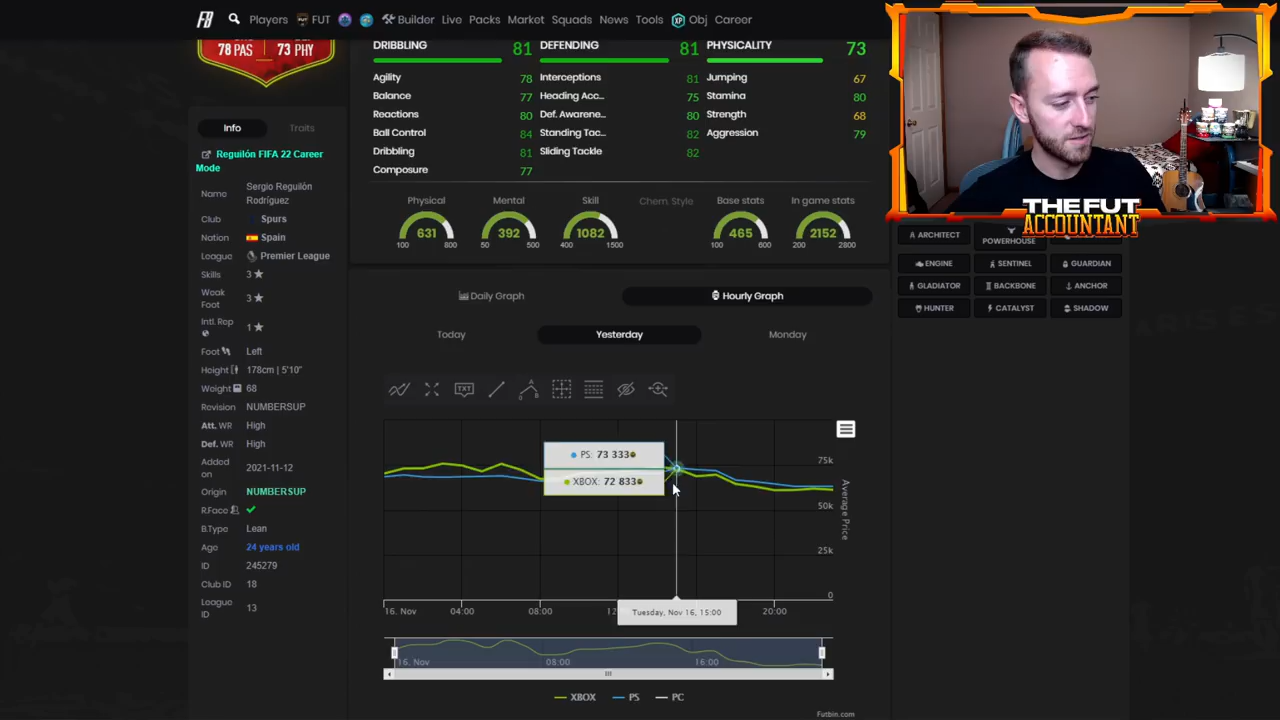 F8
Players
FUT
Builder
Live
Packs
Market
Squads
News
Tools
XP
Obj
Career
78 PAS
73 PHY
DRIBBLING 81
DEFENDING 81
PHYSICALITY 73
Agility 78
Balance 77
Reactions 80
Ball Control 84
Dribbling 81
Composure 77
Interceptions 81
Heading Acc... 75
Def. Awarene... 80
Standing Tac... 82
Sliding Tackle 82
Jumping 67
Stamina 80
Strength 68
Aggression 79
Physical
631
100 800
Mental
392
50 500
Skill
1082
400 1500
Chem. Style
Base stats
465
100 600
In game stats
2152
200 2800
Info
Traits
Reguilón FIFA 22 Career
Mode
Name Sergio Reguilón
Rodríguez
Club Spurs
Nation Spain
League Premier League
Skills 3
Weak
Foot 3
Intl. Rep 1
Foot Left
Height 178cm | 5'10"
Weight 68
Revision NUMBERSUP
Att. WR High
Def. WR High
Added
on 2021-11-12
Origin NUMBERSUP
R.Face
B.Type Lean
Age 24 years old
ID 245279
Club ID 18
League
ID 13
Daily Graph
Hourly Graph
Today
Yesterday
Monday
TXT
PS: 73 333
XBOX: 72 833
75k
50k
25k
0
Average Price
16. Nov
04:00
08:00
12
20:00
Tuesday, Nov 16, 15:00
16. Nov
08:00
16:00
XBOX
PS
PC
Futbin.com
THE FUT
ACCOUNTANT
ARCHITECT
POWERHOUSE
ENGINE
SENTINEL
GUARDIAN
GLADIATOR
BACKBONE
ANCHOR
HUNTER
CATALYST
SHADOW